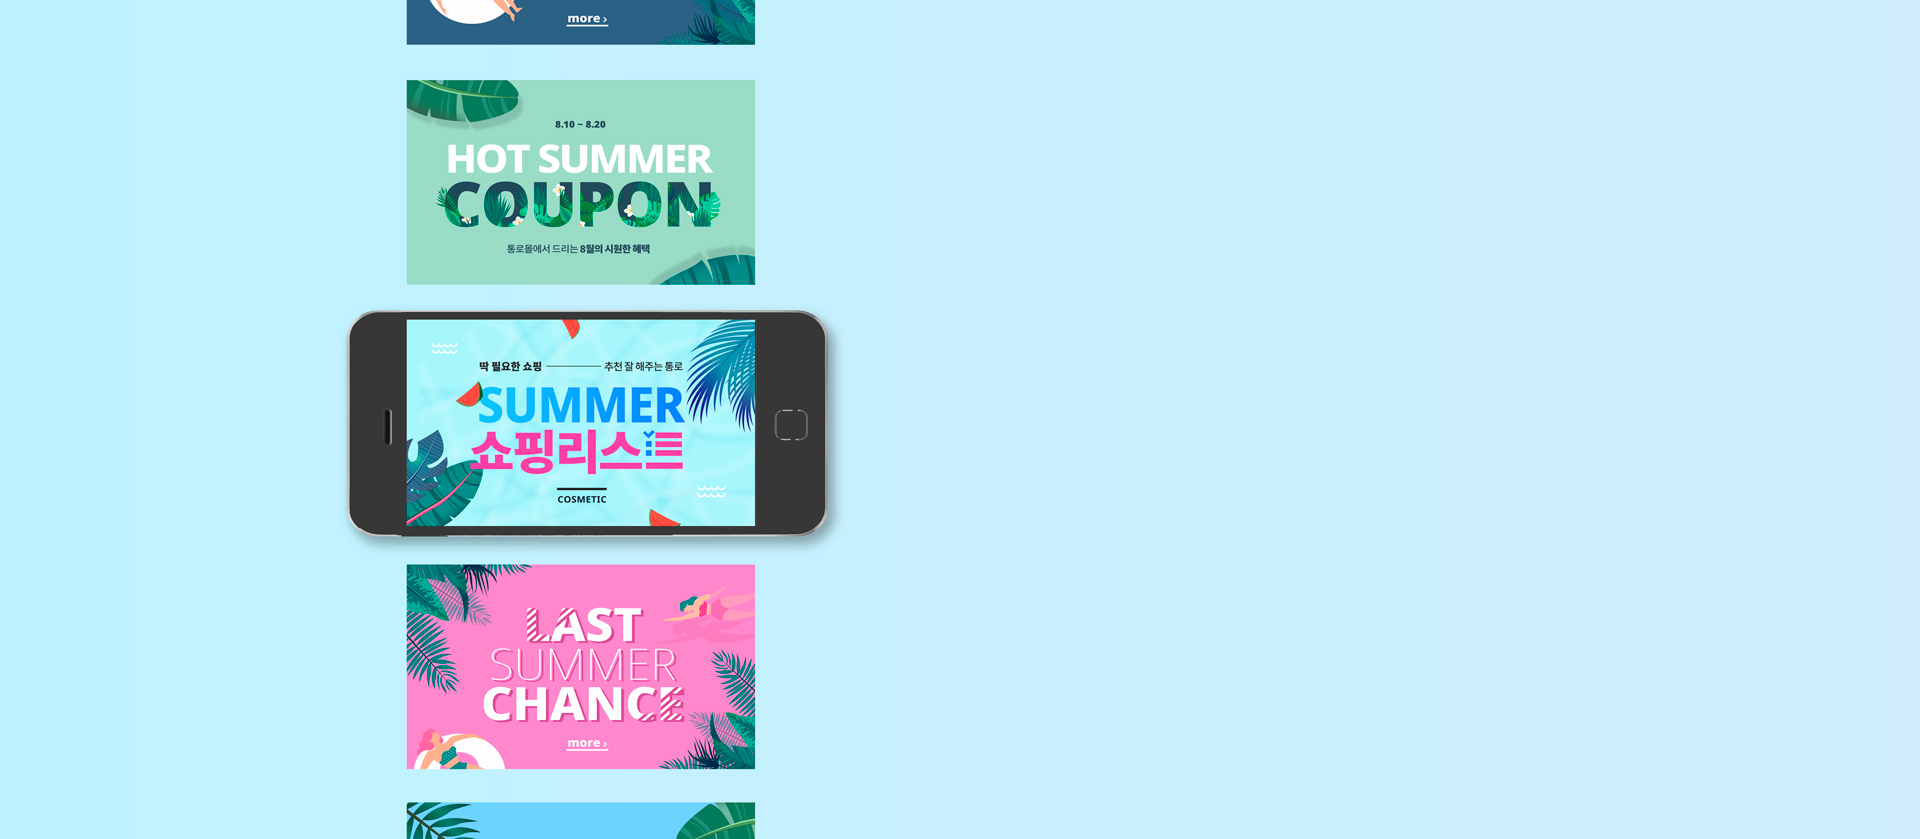 more ›
8.10 ~ 8.20
HOT SUMMER
COUPON
통로몰에서 드리는 8월의 시원한 혜택
딱 필요한 쇼핑 추천 잘 해주는 통로
SUMMER
쇼핑리스트
COSMETIC
LAST
SUMMER
CHANCE
more ›